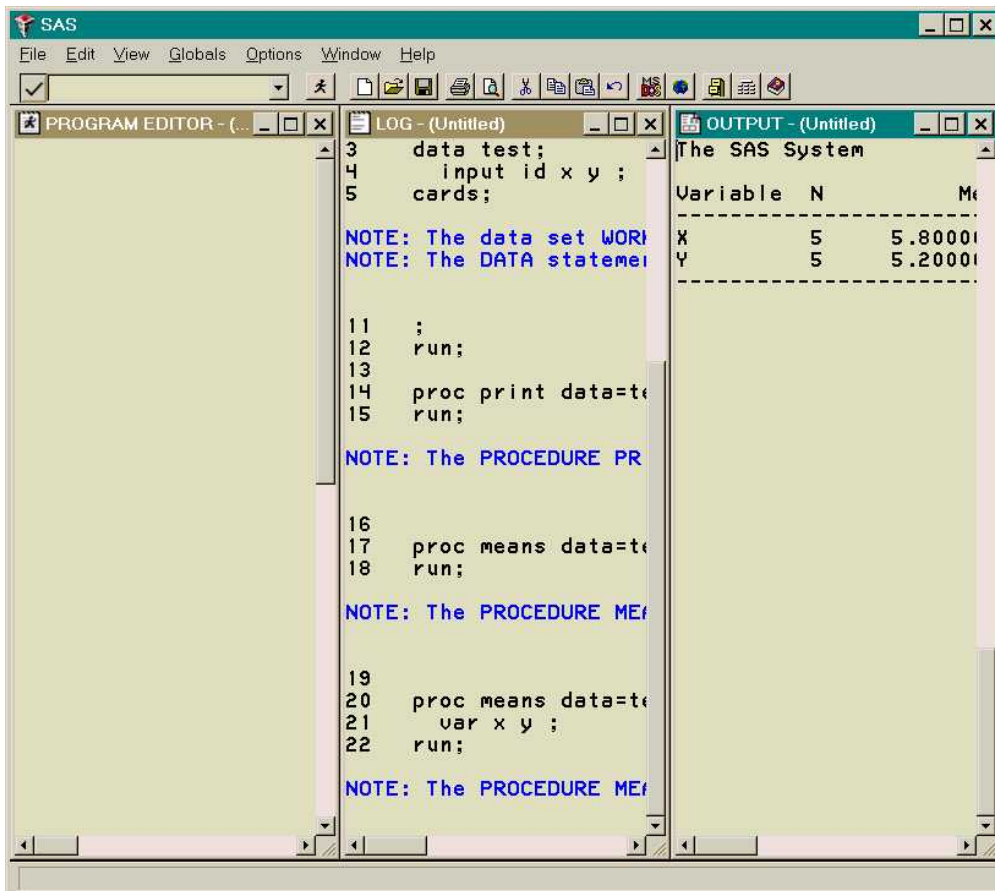 SAS
File Edit View Globals Options Window Help
PROGRAM EDITOR - (...
LOG - (Untitled)
3 data test;
4 input id x y ;
5 cards;
NOTE: The data set WORK
NOTE: The DATA statemen
11 ;
12 run;
13
14 proc print data=te
15 run;
NOTE: The PROCEDURE PR
16
17 proc means data=te
18 run;
NOTE: The PROCEDURE MEA
19
20 proc means data=te
21 var x y ;
22 run;
NOTE: The PROCEDURE MEA
OUTPUT - (Untitled)
The SAS System
Variable N Me
-----------------------
X 5 5.80000
Y 5 5.20000
-----------------------